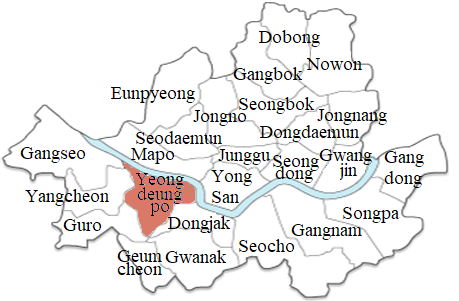 Dobong
Nowon
Gangbok
Eunpyeong
Seongbok
Jongno
Jongnang
Dongdaemun
Seodaemun
Mapo
Junggu
Seong
dong
Gwang
jin
Gangseo
Gang
dong
Yeong
deung
po
Yong
San
Yangcheon
Songpa
Guro
Dongjak
Gangnam
Seocho
Geum
cheon
Gwanak